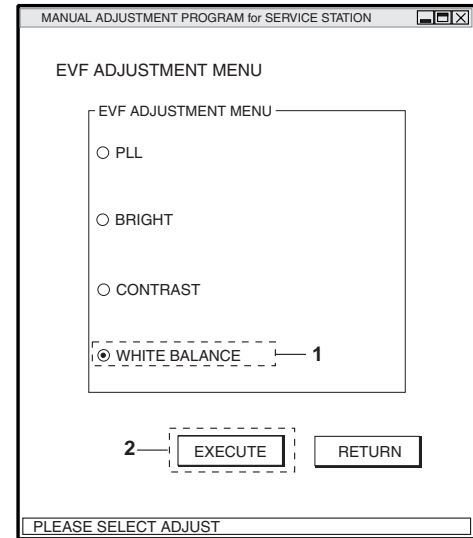 MANUAL ADJUSTMENT PROGRAM for SERVICE STATION
EVF ADJUSTMENT MENU
EVF ADJUSTMENT MENU
PLL
BRIGHT
CONTRAST
WHITE BALANCE 1
2 EXECUTE RETURN
PLEASE SELECT ADJUST